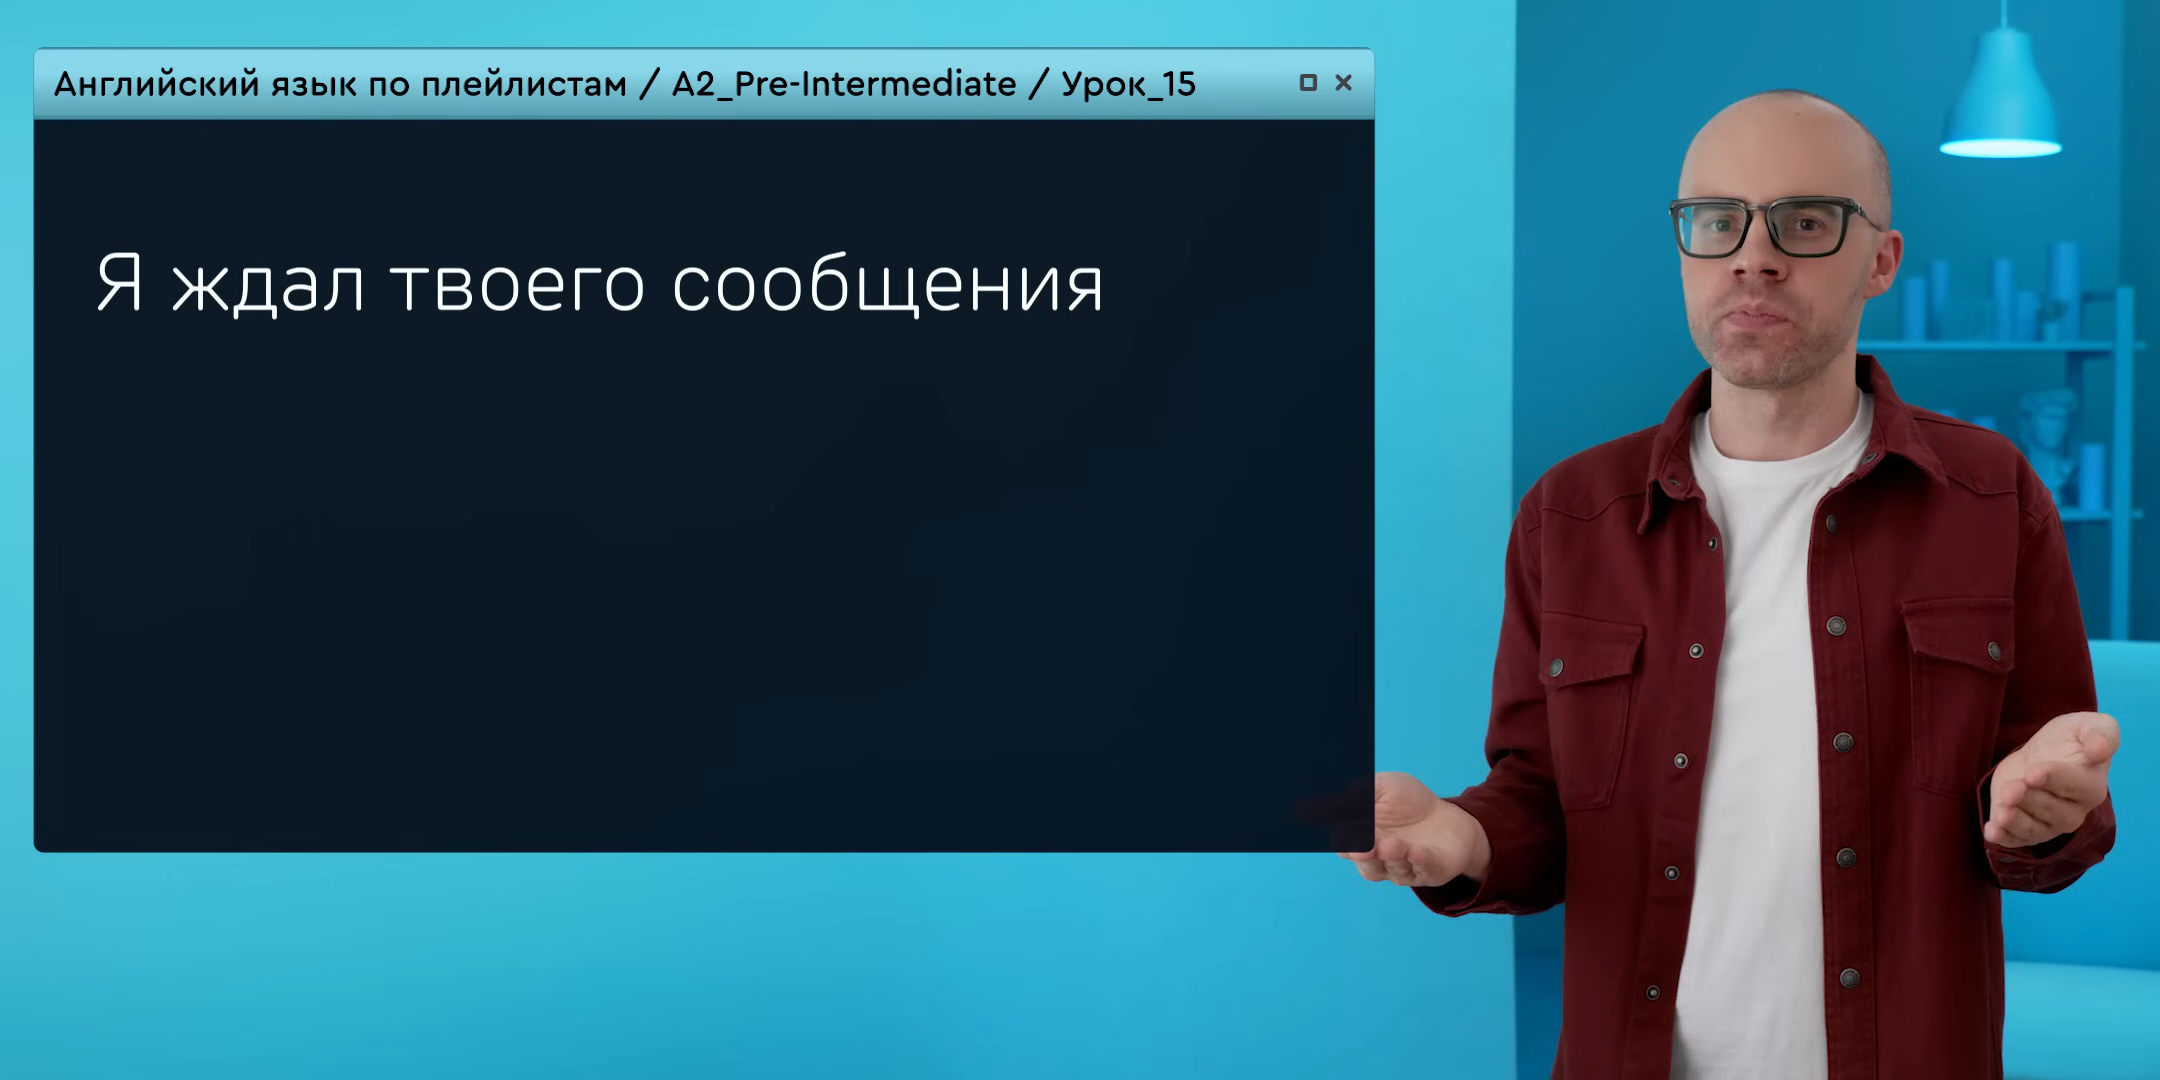 Английский язык по плейлистам / A2_Pre-Intermediate / Урок_15
Я ждал твоего сообщения